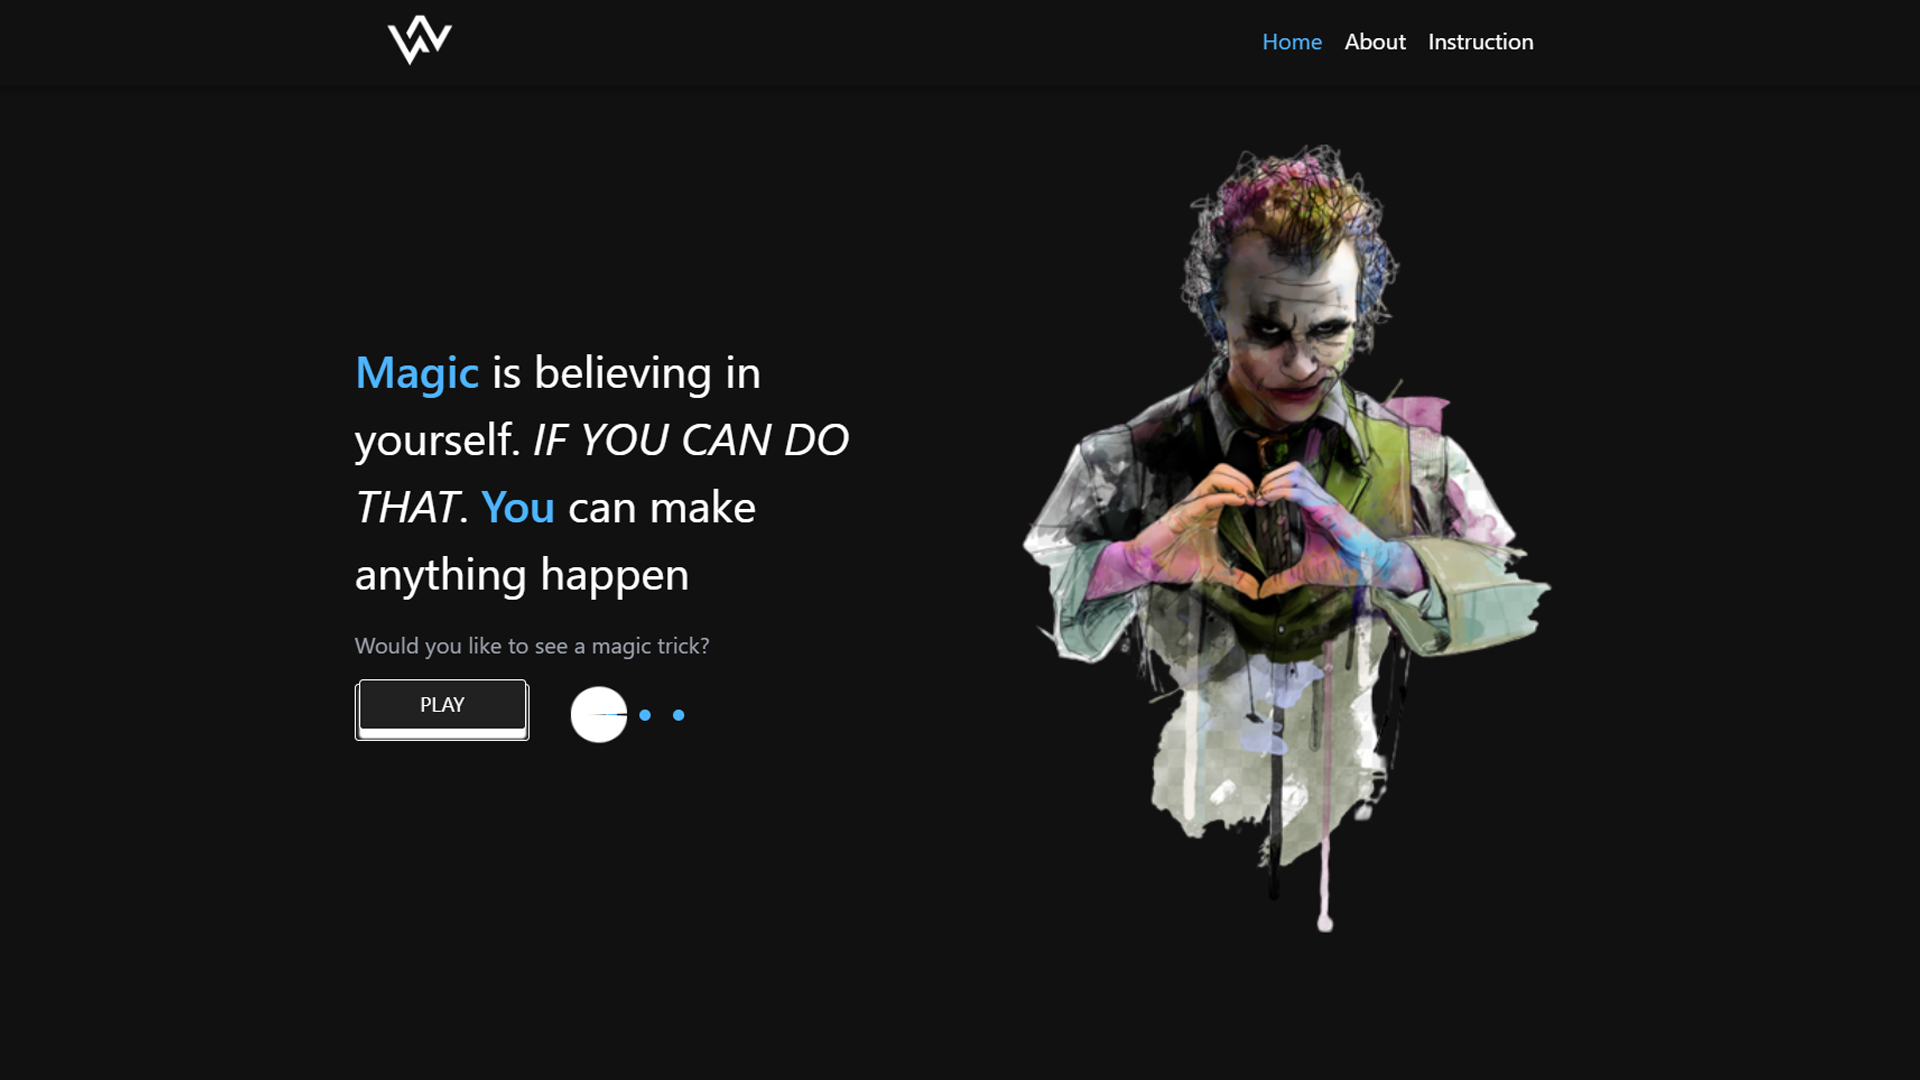 Home About Instruction
Magic is believing in
yourself. IF YOU CAN DO
THAT. You can make
anything happen
Would you like to see a magic trick?
PLAY